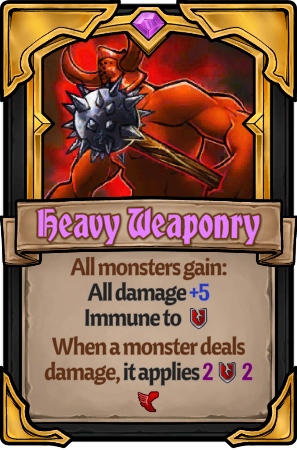 Heavy Weaponry
All monsters gain:
All damage +5
Immune to
When a monster deals
damage, it applies 2 2